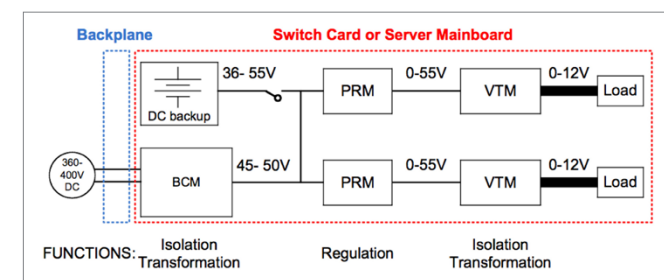 Backplane
Switch Card or Server Mainboard
36- 55V
0-55V
0-12V
PRM
VTM
Load
DC backup
360-
400V
DC
BCM
45- 50V
PRM
0-55V
VTM
0-12V
Load
FUNCTIONS:
Isolation
Transformation
Regulation
Isolation
Transformation